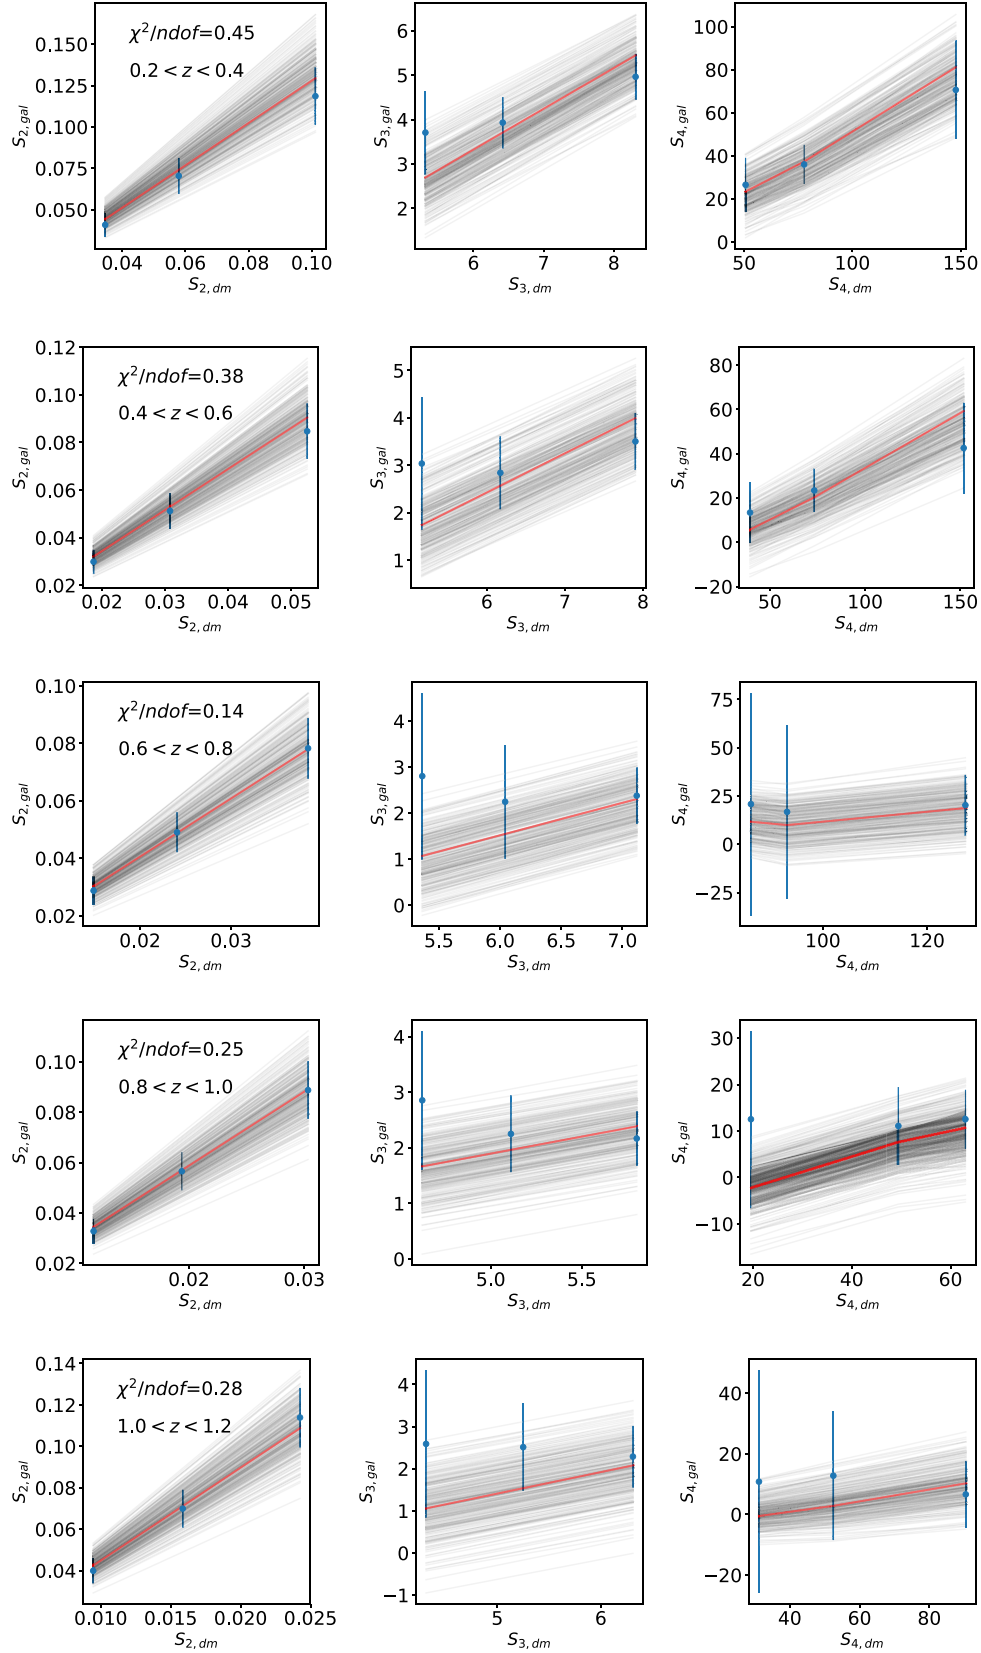 χ²/ndof=0.45
0.2 < z < 0.4
0.150
0.125
0.100
0.075
0.050
S₂,gal
0.04 0.06 0.08 0.10
S₂,dm
6
5
4
3
2
S₃,gal
6 7 8
S₃,dm
100
80
60
40
20
0
S₄,gal
50 100 150
S₄,dm
χ²/ndof=0.38
0.4 < z < 0.6
0.12
0.10
0.08
0.06
0.04
0.02
S₂,gal
0.02 0.03 0.04 0.05
S₂,dm
5
4
3
2
1
S₃,gal
6 7 8
S₃,dm
80
60
40
20
0
−20
S₄,gal
50 100 150
S₄,dm
χ²/ndof=0.14
0.6 < z < 0.8
0.10
0.08
0.06
0.04
0.02
S₂,gal
0.02 0.03
S₂,dm
4
3
2
1
0
S₃,gal
5.5 6.0 6.5 7.0
S₃,dm
75
50
25
0
−25
S₄,gal
100 120
S₄,dm
χ²/ndof=0.25
0.8 < z < 1.0
0.10
0.08
0.06
0.04
0.02
S₂,gal
0.02 0.03
S₂,dm
4
3
2
1
0
S₃,gal
5.0 5.5
S₃,dm
30
20
10
0
−10
S₄,gal
20 40 60
S₄,dm
χ²/ndof=0.28
1.0 < z < 1.2
0.14
0.12
0.10
0.08
0.06
0.04
S₂,gal
0.010 0.015 0.020 0.025
S₂,dm
4
3
2
1
0
−1
S₃,gal
5 6
S₃,dm
40
20
0
−20
S₄,gal
40 60 80
S₄,dm